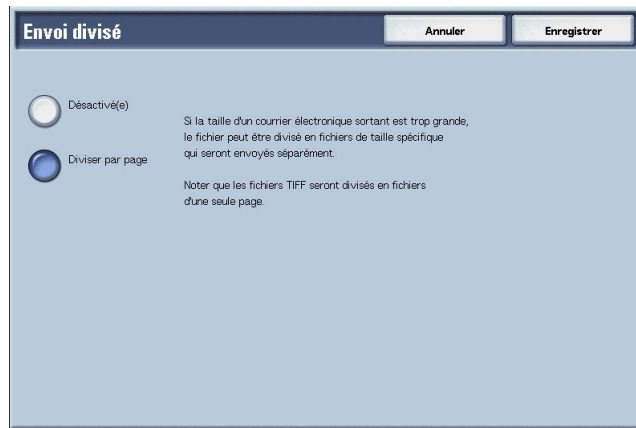 Envoi divisé
Annuler
Enregistrer
Désactivé(e)
Diviser par page
Si la taille d'un courrier électronique sortant est trop grande,
le fichier peut être divisé en fichiers de taille spécifique
qui seront envoyés séparément.
Noter que les fichiers TIFF seront divisés en fichiers
d'une seule page.